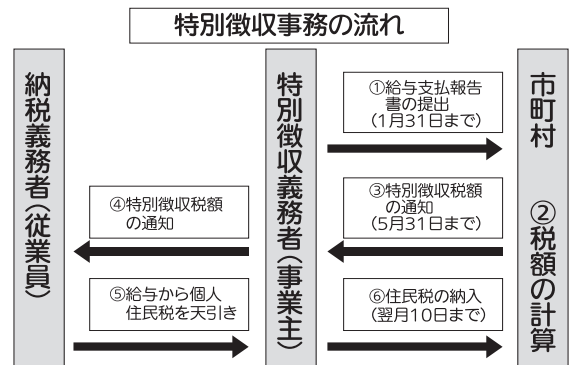 特別徴収事務の流れ
納税義務者(従業員)
特別徴収義務者(事業主)
市町村 ②税額の計算
①給与支払報告
書の提出
(1月31日まで)
③特別徴収税額
の通知
(5月31日まで)
④特別徴収税額
の通知
⑤給与から個人
住民税を天引き
⑥住民税の納入
(翌月10日まで)